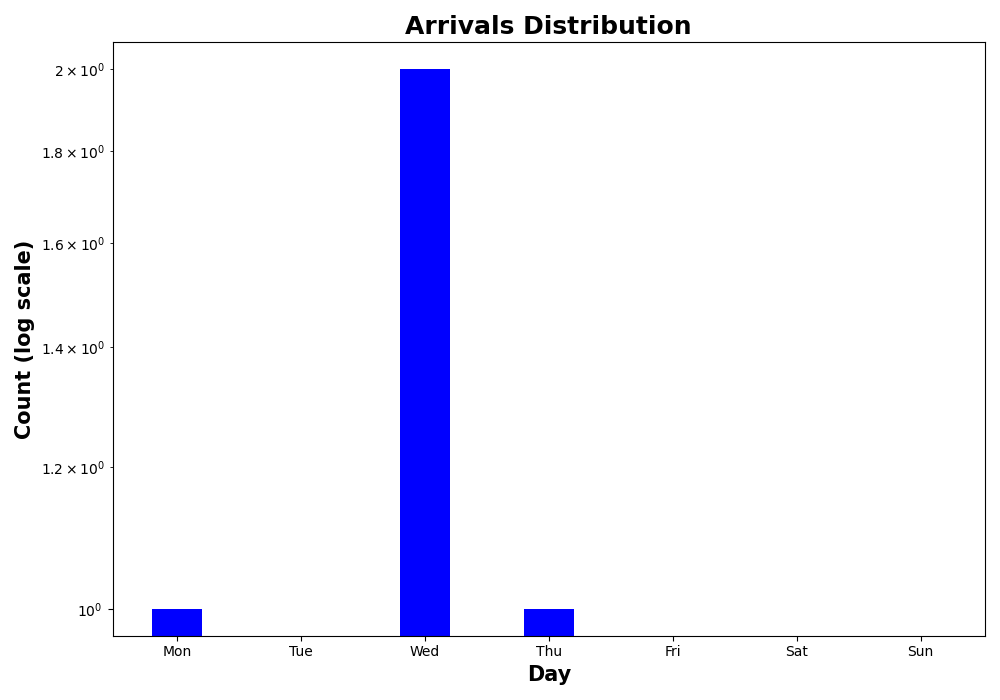 Arrivals Distribution
Count (log scale)
2 × 10⁰
1.8 × 10⁰
1.6 × 10⁰
1.4 × 10⁰
1.2 × 10⁰
10⁰
Mon Tue Wed Thu Fri Sat Sun
Day